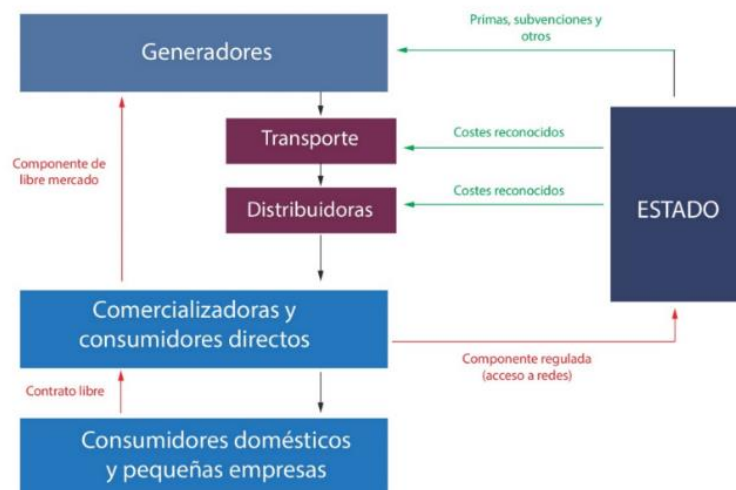 Primas, subvenciones y
otros
Generadores
Transporte
Costes reconocidos
Componente de
libre mercado
Distribuidoras
Costes reconocidos
ESTADO
Comercializadoras y
consumidores directos
Componente regulada
(acceso a redes)
Contrato libre
Consumidores domésticos
y pequeñas empresas